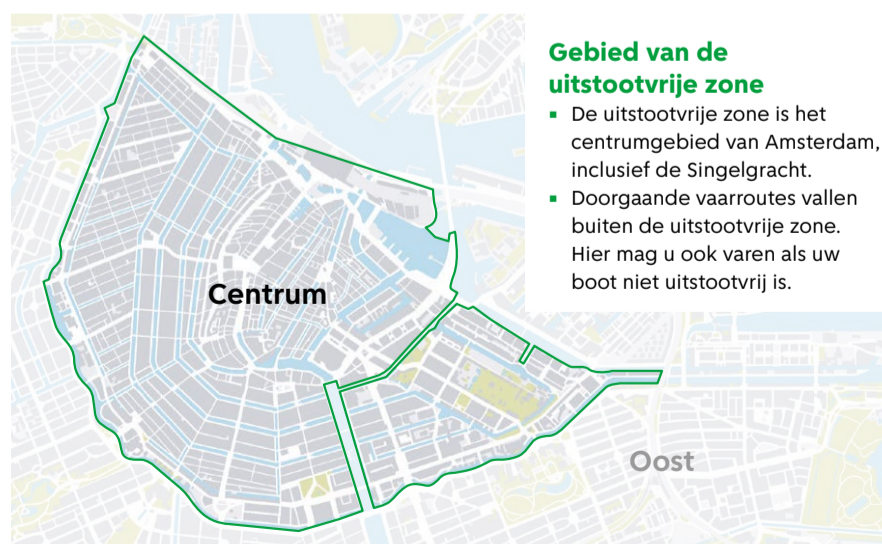 Gebied van de
uitstootvrije zone
▪ De uitstootvrije zone is het
centrumgebied van Amsterdam,
inclusief de Singelgracht.
▪ Doorgaande vaarroutes vallen
buiten de uitstootvrije zone.
Hier mag u ook varen als uw
boot niet uitstootvrij is.
Centrum
Oost